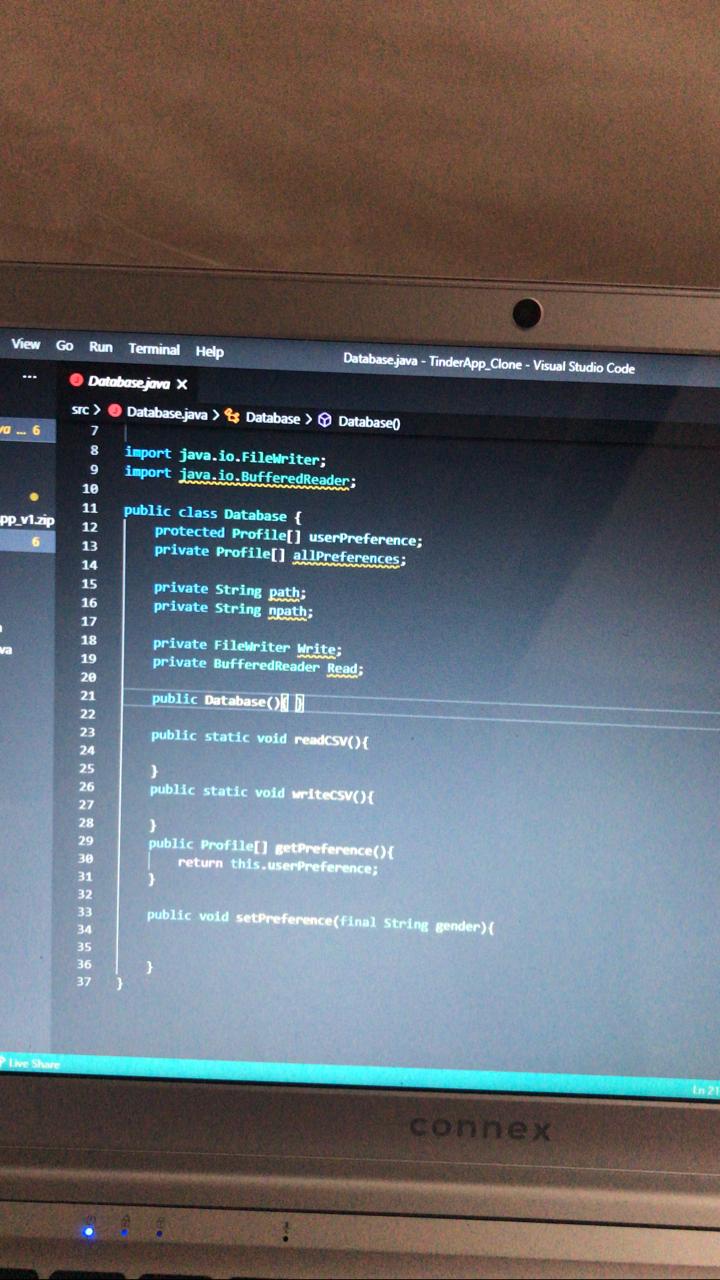 View Go Run Terminal Help Database.java - TinderApp_Clone - Visual Studio Code
... Database.java ×
src > Database.java > Database > Database()
va ... 6
7
8 import java.io.FileWriter;
9 import java.io.BufferedReader;
10
11 public class Database {
12 protected Profile[] userPreference;
pp_v1.zip
13 private Profile[] allPreferences;
6
14
15 private String path;
16 private String npath;
17
18 private FileWriter Write;
va
19 private BufferedReader Read;
20
21 public Database(){ }
22
23 public static void readCSV(){
24
25 }
26 public static void writeCSV(){
27
28 }
29 public Profile[] getPreference(){
30 return this.userPreference;
31 }
32
33 public void setPreference(final String gender){
34
35
36 }
37 }
Live Share
Ln 21
connex